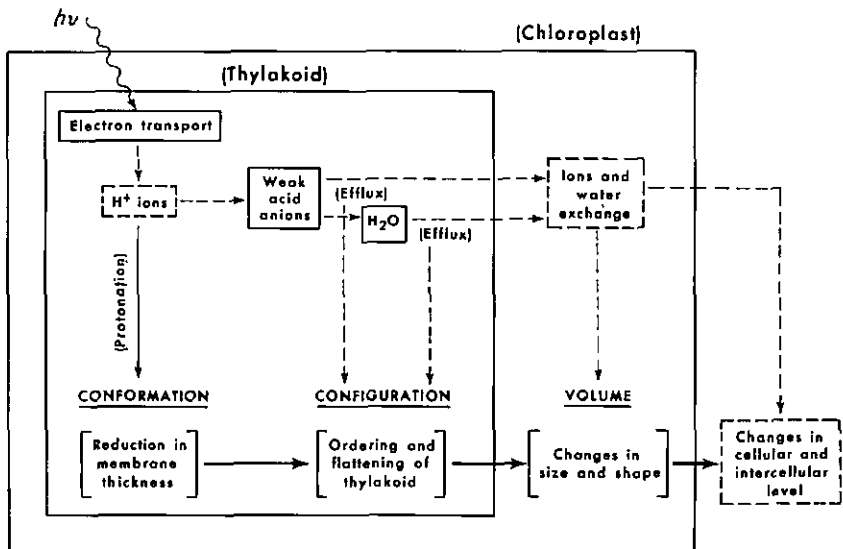 hν
(Chloroplast)
(Thylakoid)
Electron transport
H⁺ ions
Weak
acid
anions
(Efflux)
H₂O
(Efflux)
Ions and
water
exchange
(Protonation)
CONFORMATION
CONFIGURATION
VOLUME
Reduction in
membrane
thickness
Ordering and
flattening of
thylakoid
Changes in
size and shape
Changes in
cellular and
intercellular
level